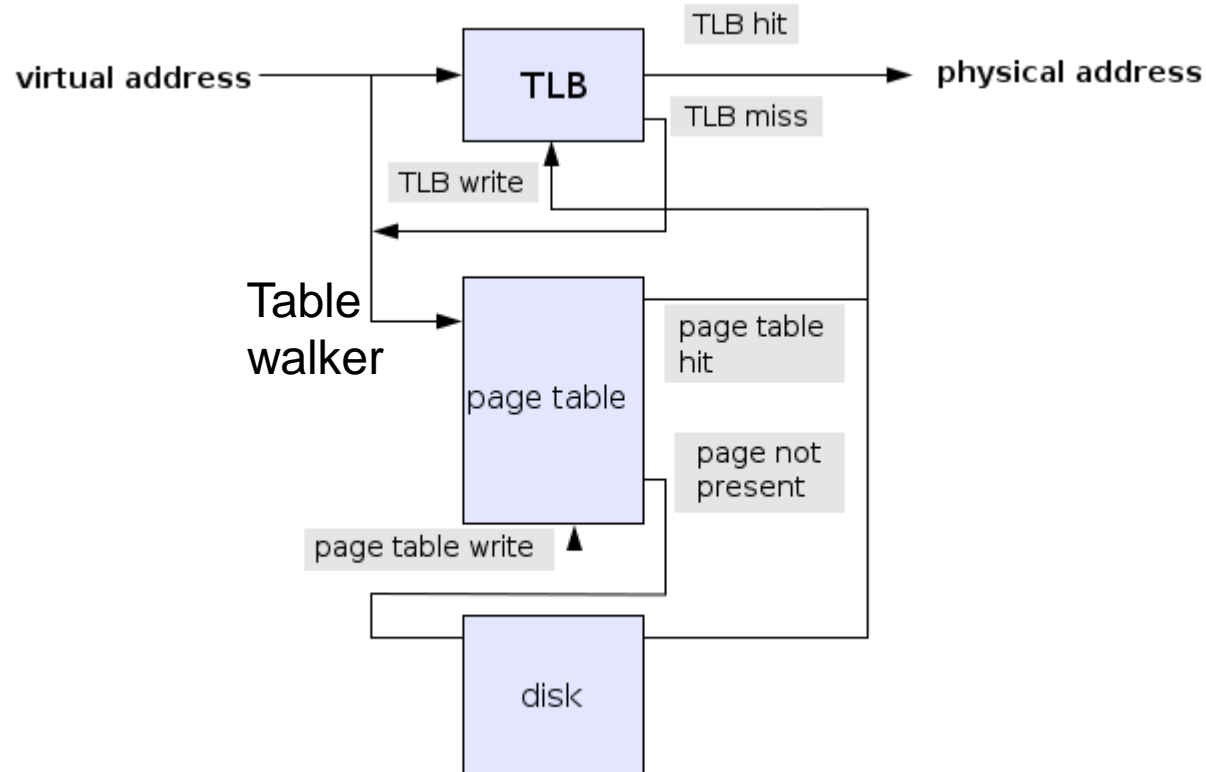 TLB hit
virtual address
TLB
physical address
TLB miss
TLB write
Table
walker
page table
hit
page table
page not
present
page table write
disk